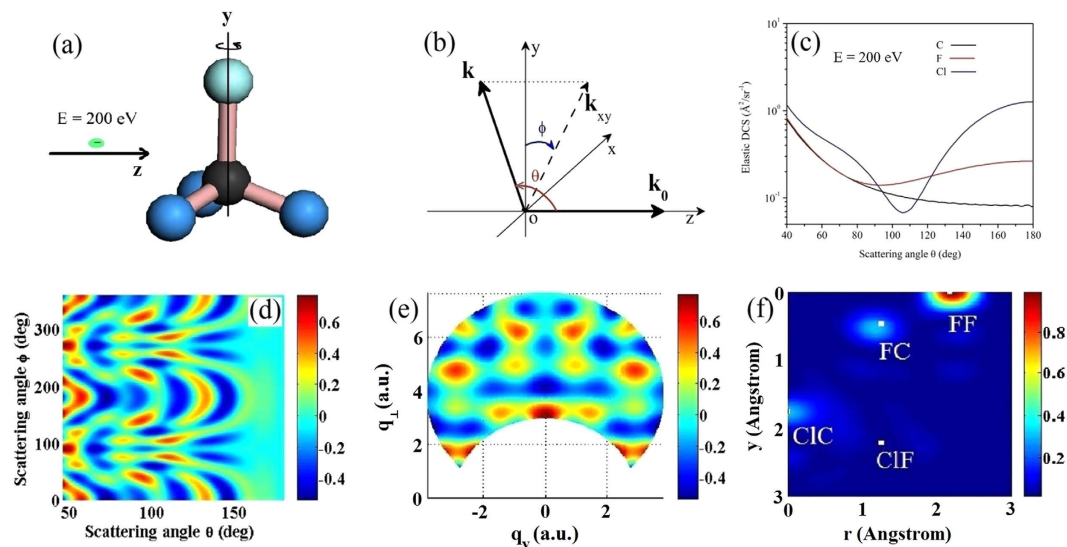 (a)
y
E = 200 eV
−
z
(b)
y
k
k_xy
ϕ
x
θ
k_0
o
z
(c)
E = 200 eV
C
F
Cl
Elastic DCS (Å²/sr⁻¹)
10¹
10⁰
10⁻¹
40 60 80 100 120 140 160 180
Scattering angle θ (deg)
(d)
Scattering angle ϕ (deg)
300
200
100
0
50 100 150
Scattering angle θ (deg)
0.6
0.4
0.2
0
-0.2
-0.4
(e)
q_⊥ (a.u.)
6
4
2
0
-2 0 2
q_y (a.u.)
0.6
0.4
0.2
0
-0.2
-0.4
(f)
y (Angstrom)
0
1
2
3
FF
FC
ClC
ClF
0 1 2 3
r (Angstrom)
0.8
0.6
0.4
0.2